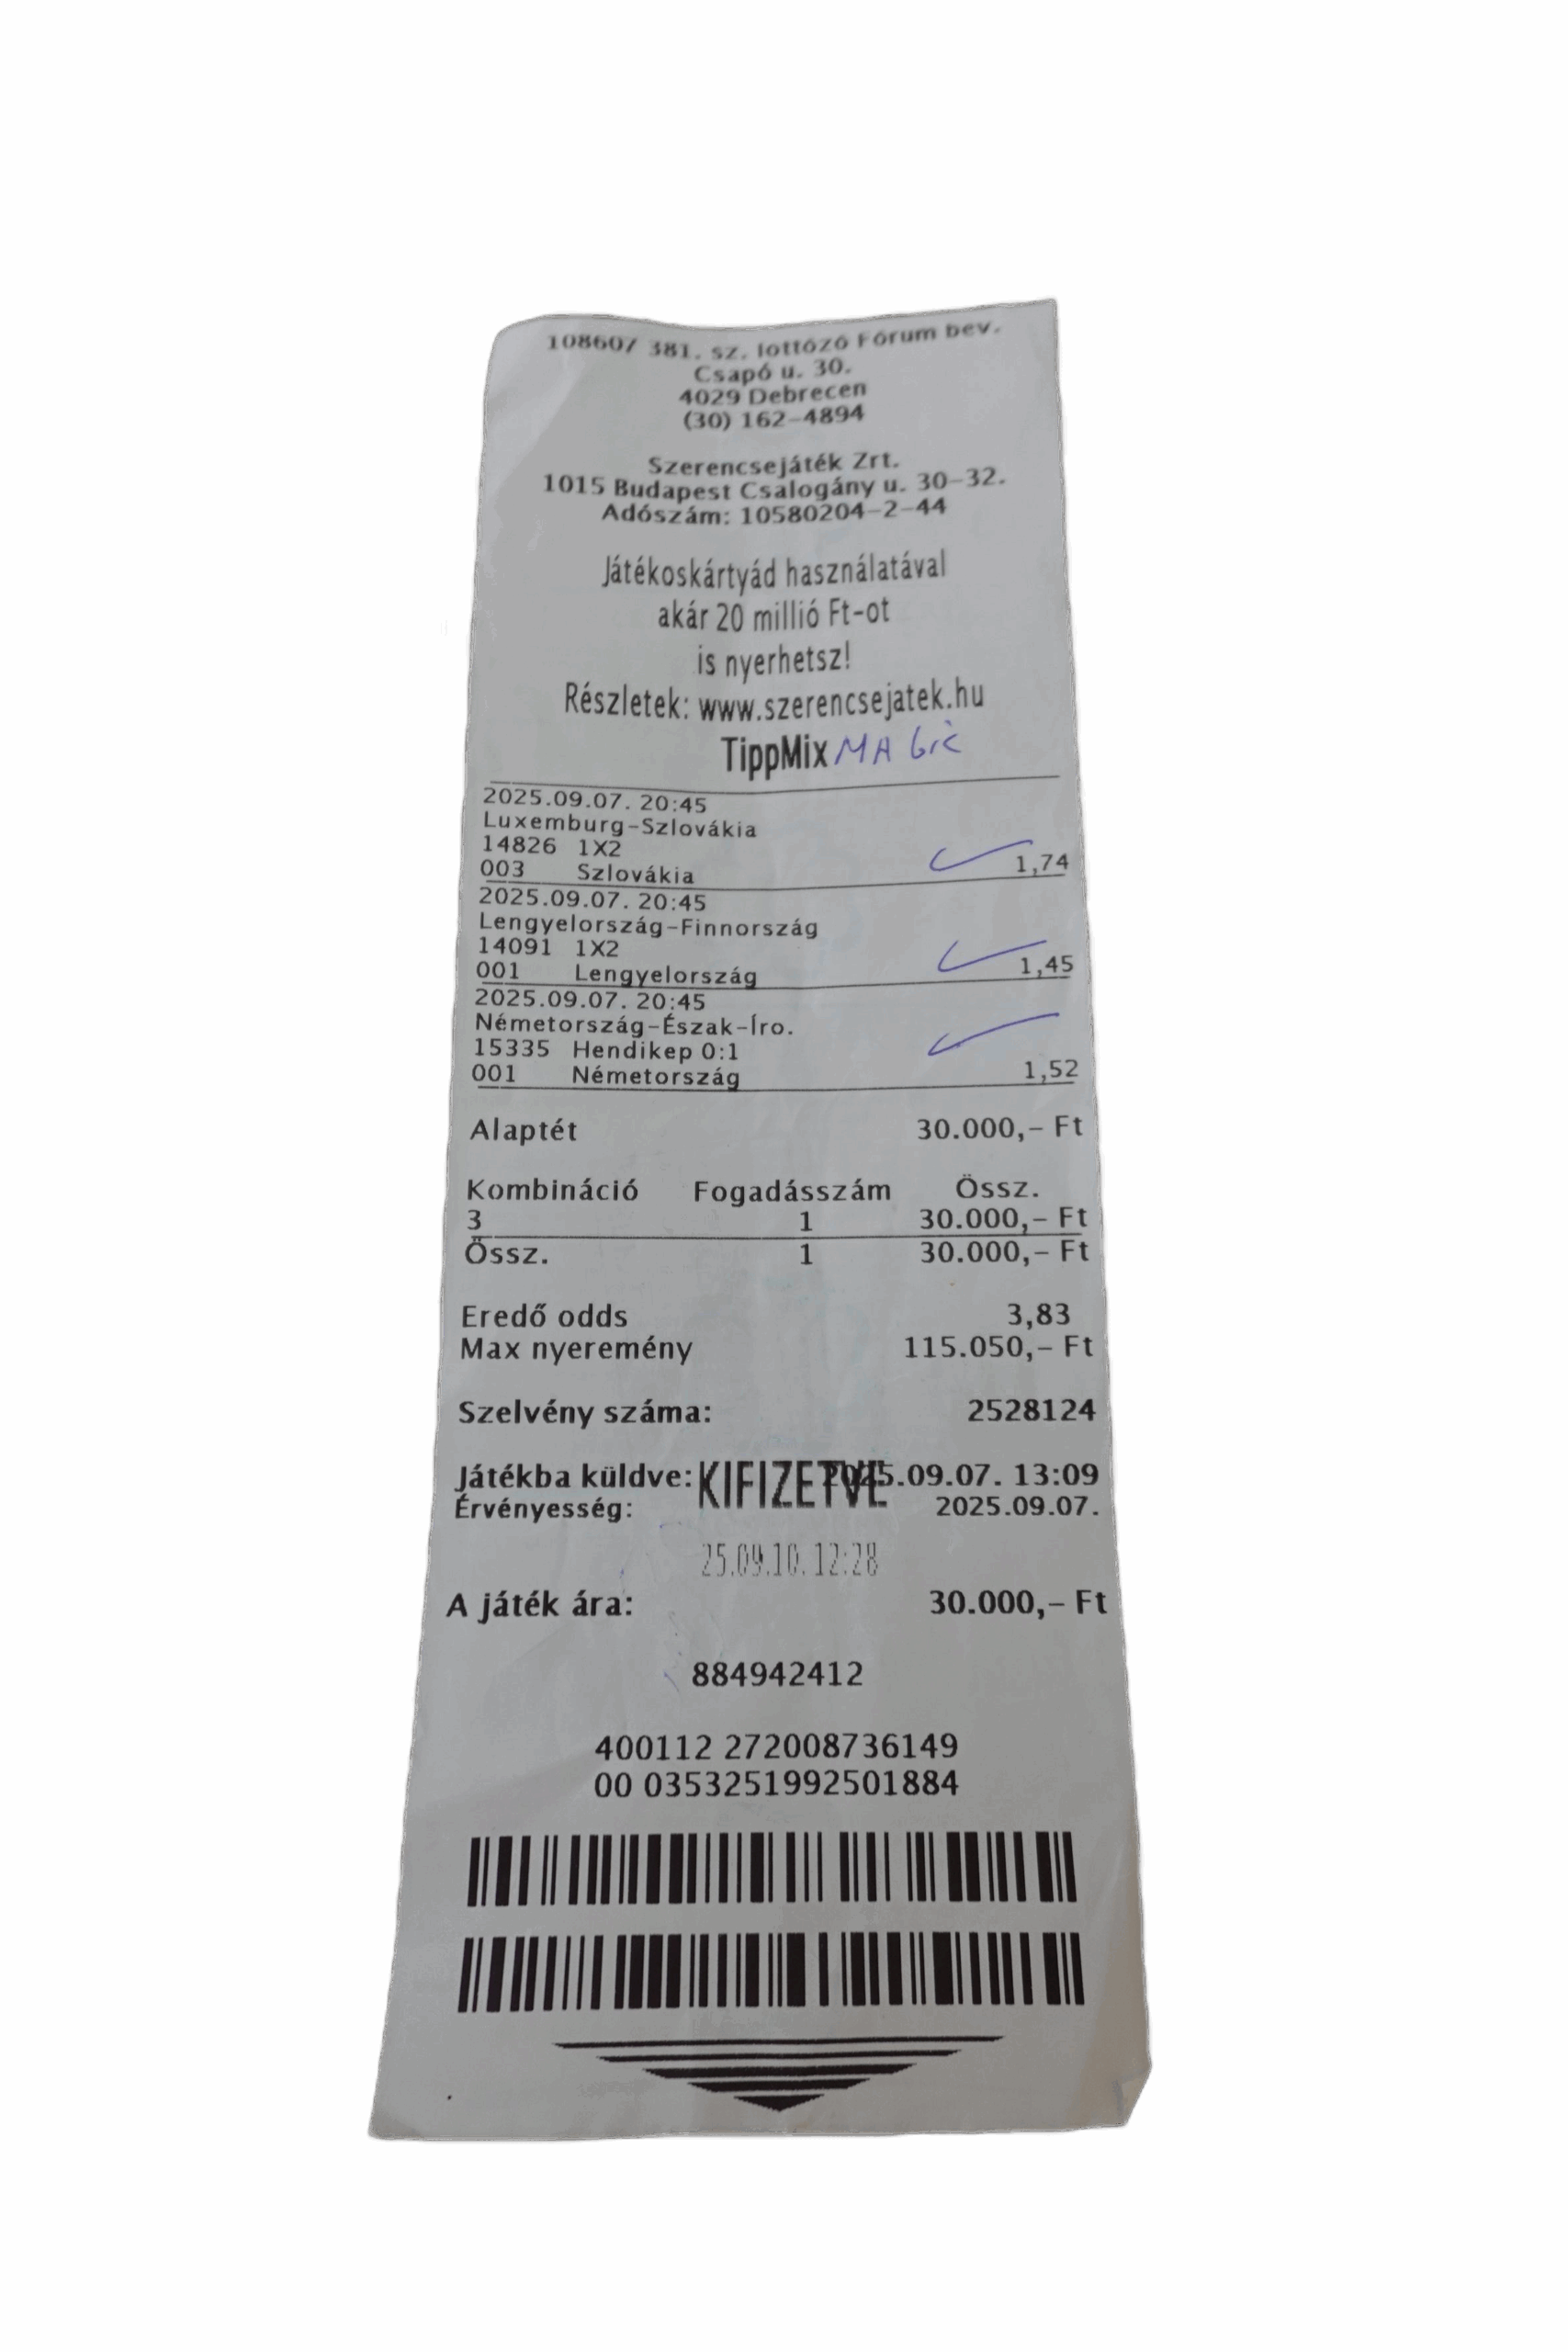 108607 381. sz. lottózó Fórum bev.
Csapó u. 30.
4029 Debrecen
(30) 162-4894
Szerencsejáték Zrt.
1015 Budapest Csalogány u. 30-32.
Adószám: 10580204-2-44
Játékoskártyád használatával
akár 20 millió Ft-ot
is nyerhetsz!
Részletek: www.szerencsejatek.hu
TippMix MAGIC
2025.09.07. 20:45
Luxemburg-Szlovákia
14826 1X2
003 Szlovákia 1,74
2025.09.07. 20:45
Lengyelország-Finnország
14091 1X2
001 Lengyelország 1,45
2025.09.07. 20:45
Németország-Észak-Íro.
15335 Hendikep 0:1
001 Németország 1,52
Alaptét 30.000,- Ft
Kombináció Fogadásszám Össz.
3 1 30.000,- Ft
Össz. 1 30.000,- Ft
Eredő odds 3,83
Max nyeremény 115.050,- Ft
Szelvény száma: 2528124
Játékba küldve: 2025.09.07. 13:09
KIFIZETVE
Érvényesség: 2025.09.07.
25.09.10. 12:28
A játék ára: 30.000,- Ft
884942412
400112 272008736149
00 0353251992501884